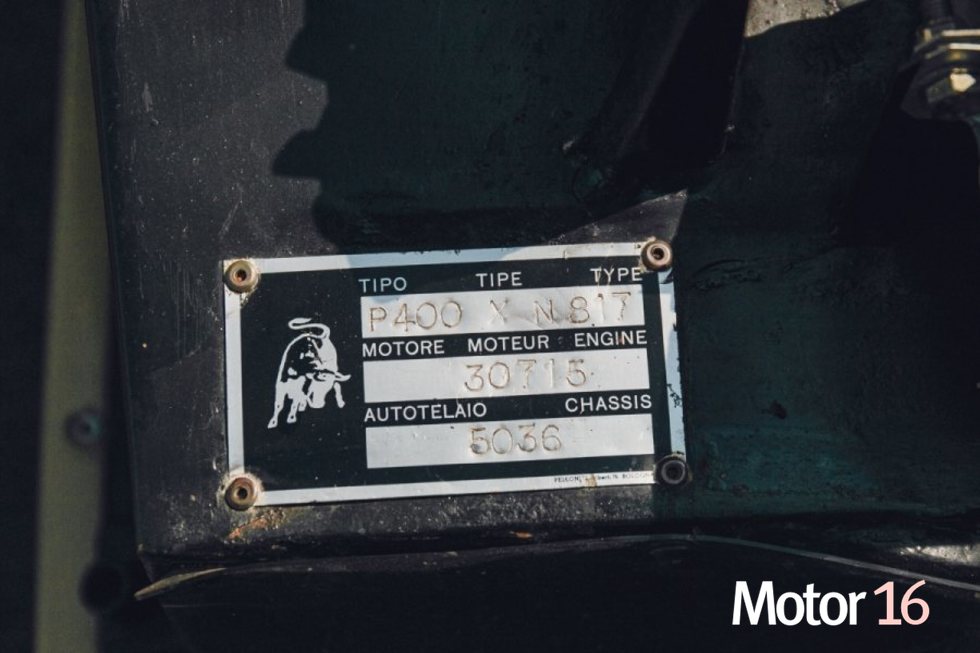 TIPO TIPE TYPE
P400 X N 817
MOTORE MOTEUR ENGINE
30715
AUTOTELAIO CHASSIS
5036
Motor 16